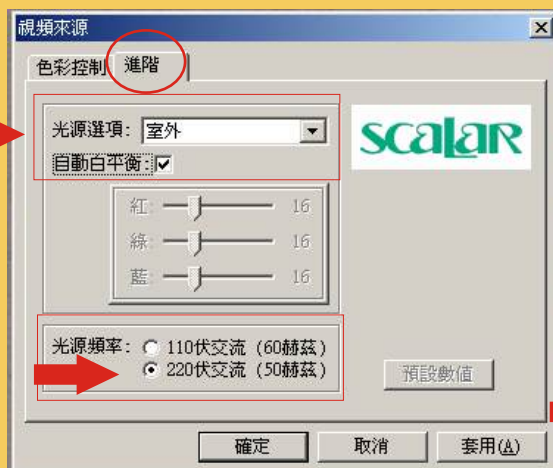 視頻來源
色彩控制 進階
光源選項: 室外
自動白平衡:
scalar
紅: 16
綠: 16
藍: 16
光源頻率: 110伏交流 (60赫茲)
220伏交流 (50赫茲)
預設數值
確定 取消 套用(A)